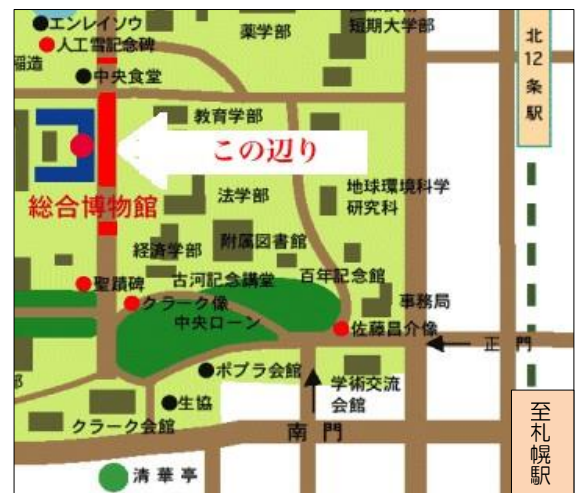 エンレイソウ
人工雪記念碑
稲造
中央食堂
薬学部
短期大学部
北12条駅
教育学部
この辺り
総合博物館
法学部
地球環境科学
研究科
経済学部
附属図書館
聖蹟碑
古河記念講堂
百年記念館
クラーク像
中央ローン
事務局
佐藤昌介像
正門
ポプラ会館
学術交流
会館
生協
クラーク会館
南門
清華亭
至札幌駅